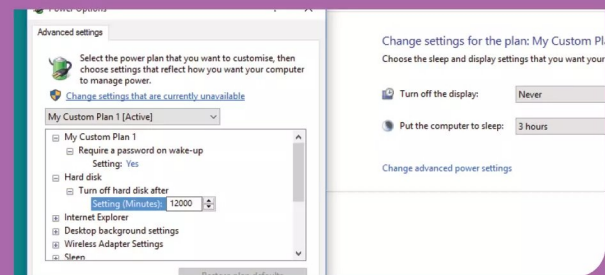 Power Options
Advanced settings
Select the power plan that you want to customise, then
choose settings that reflect how you want your computer
to manage power.
Change settings that are currently unavailable
My Custom Plan 1 [Active]
My Custom Plan 1
Require a password on wake-up
Setting: Yes
Hard disk
Turn off hard disk after
Setting (Minutes): 12000
Internet Explorer
Desktop background settings
Wireless Adapter Settings
Sleep
Restore plan defaults
Change settings for the plan: My Custom Pl
Choose the sleep and display settings that you want your
Turn off the display: Never
Put the computer to sleep: 3 hours
Change advanced power settings